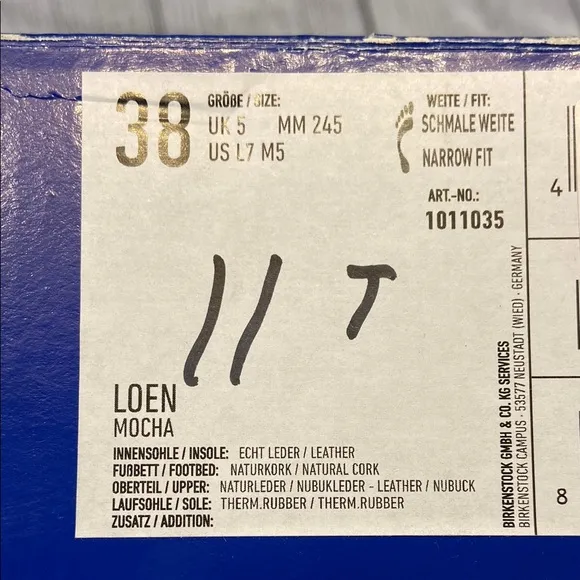 38
GRÖßE / SIZE:
UK 5 MM 245
US L7 M5
WEITE / FIT:
SCHMALE WEITE
NARROW FIT
ART.-NO.:
1011035
4
11 T
LOEN
MOCHA
INNENSOHLE / INSOLE: ECHT LEDER / LEATHER
FUßBETT / FOOTBED: NATURKORK / NATURAL CORK
OBERTEIL / UPPER: NATURLEDER / NUBUKLEDER - LEATHER / NUBUCK
LAUFSOHLE / SOLE: THERM.RUBBER / THERM.RUBBER
ZUSATZ / ADDITION:
BIRKENSTOCK GMBH & CO. KG SERVICES
BIRKENSTOCK CAMPUS · 53577 NEUSTADT (WIED) · GERMANY
8